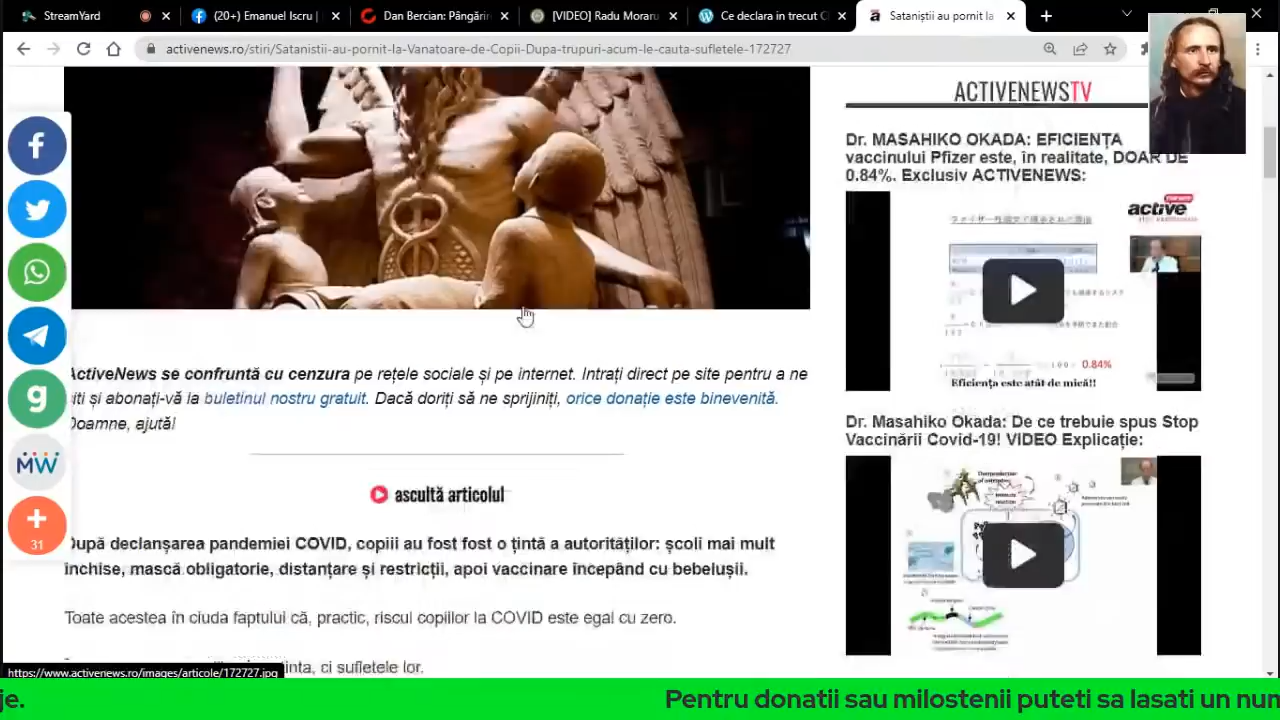 StreamYard
(20+) Emanuel Iscru |
Dan Bercian: Pângărir
[VIDEO] Radu Moraru
Ce declara in trecut C
Sataniștii au pornit la
activenews.ro/stiri/Satanistii-au-pornit-la-Vanatoare-de-Copii-Dupa-trupuri-acum-le-cauta-sufletele-172727
ACTIVENEWSTV
Dr. MASAHIKO OKADA: EFICIENȚA
vaccinului Pfizer este, în realitate, DOAR DE
0.84%. Exclusiv ACTIVENEWS:
active
0.84%
Eficiența este atât de mică!!
ActiveNews se confruntă cu cenzura pe rețele sociale și pe internet. Intrați direct pe site pentru a ne
citi și abonați-vă la buletinul nostru gratuit. Dacă doriți să ne sprijiniți, orice donație este binevenită.
Doamne, ajută!
Dr. Masahiko Okada: De ce trebuie spus Stop
Vaccinării Covid-19! VIDEO Explicație:
ascultă articolul
După declanșarea pandemiei COVID, copiii au fost fost o țintă a autorităților: școli mai mult
închise, mască obligatorie, distanțare și restricții, apoi vaccinare începând cu bebelușii.
Toate acestea în ciuda faptului că, practic, riscul copiilor la COVID este egal cu zero.
ci sufletele lor.
MW
31
https://www.activenews.ro/images/articole/172727.jpg
je.
Pentru donatii sau milostenii puteti sa lasati un num